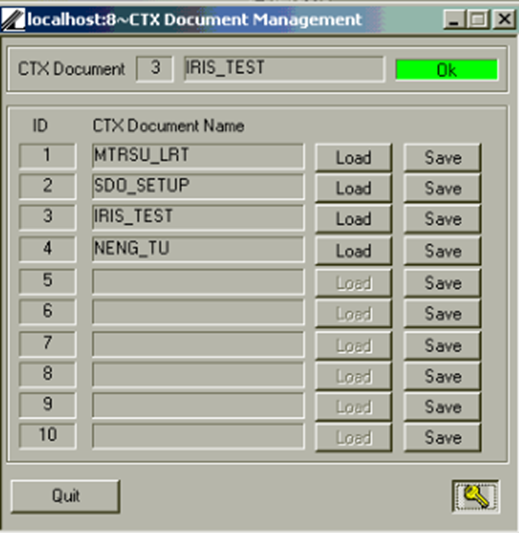 localhost:8~CTX Document Management
CTX Document 3 IRIS_TEST Ok
ID CTX Document Name
1 MTRSU_LRT Load Save
2 SDO_SETUP Load Save
3 IRIS_TEST Load Save
4 NENG_TU Load Save
5 Load Save
6 Load Save
7 Load Save
8 Load Save
9 Load Save
10 Load Save
Quit